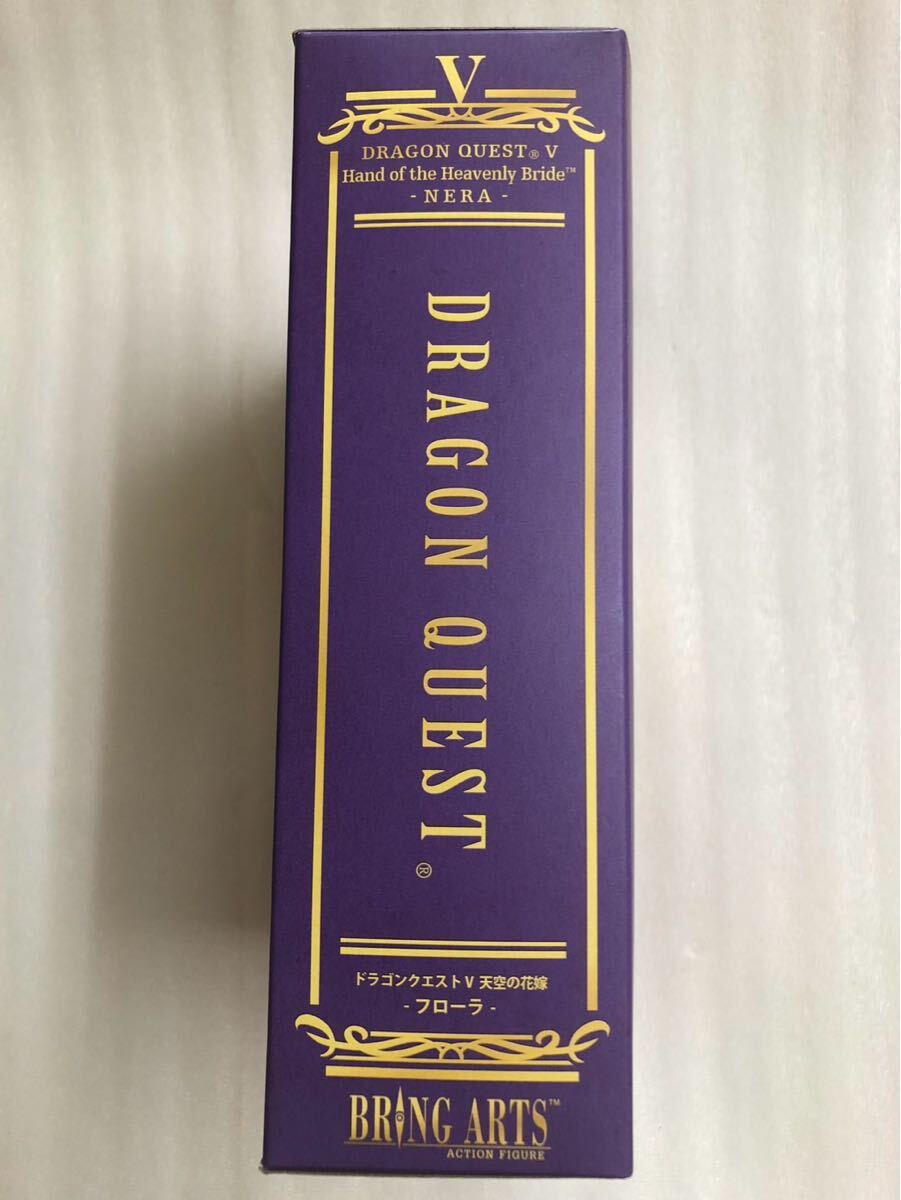 V
DRAGON QUEST® V
Hand of the Heavenly Bride™
- NERA -
DRAGON QUEST®
ドラゴンクエスト V 天空の花嫁
- フローラ -
BRING ARTS™
ACTION FIGURE